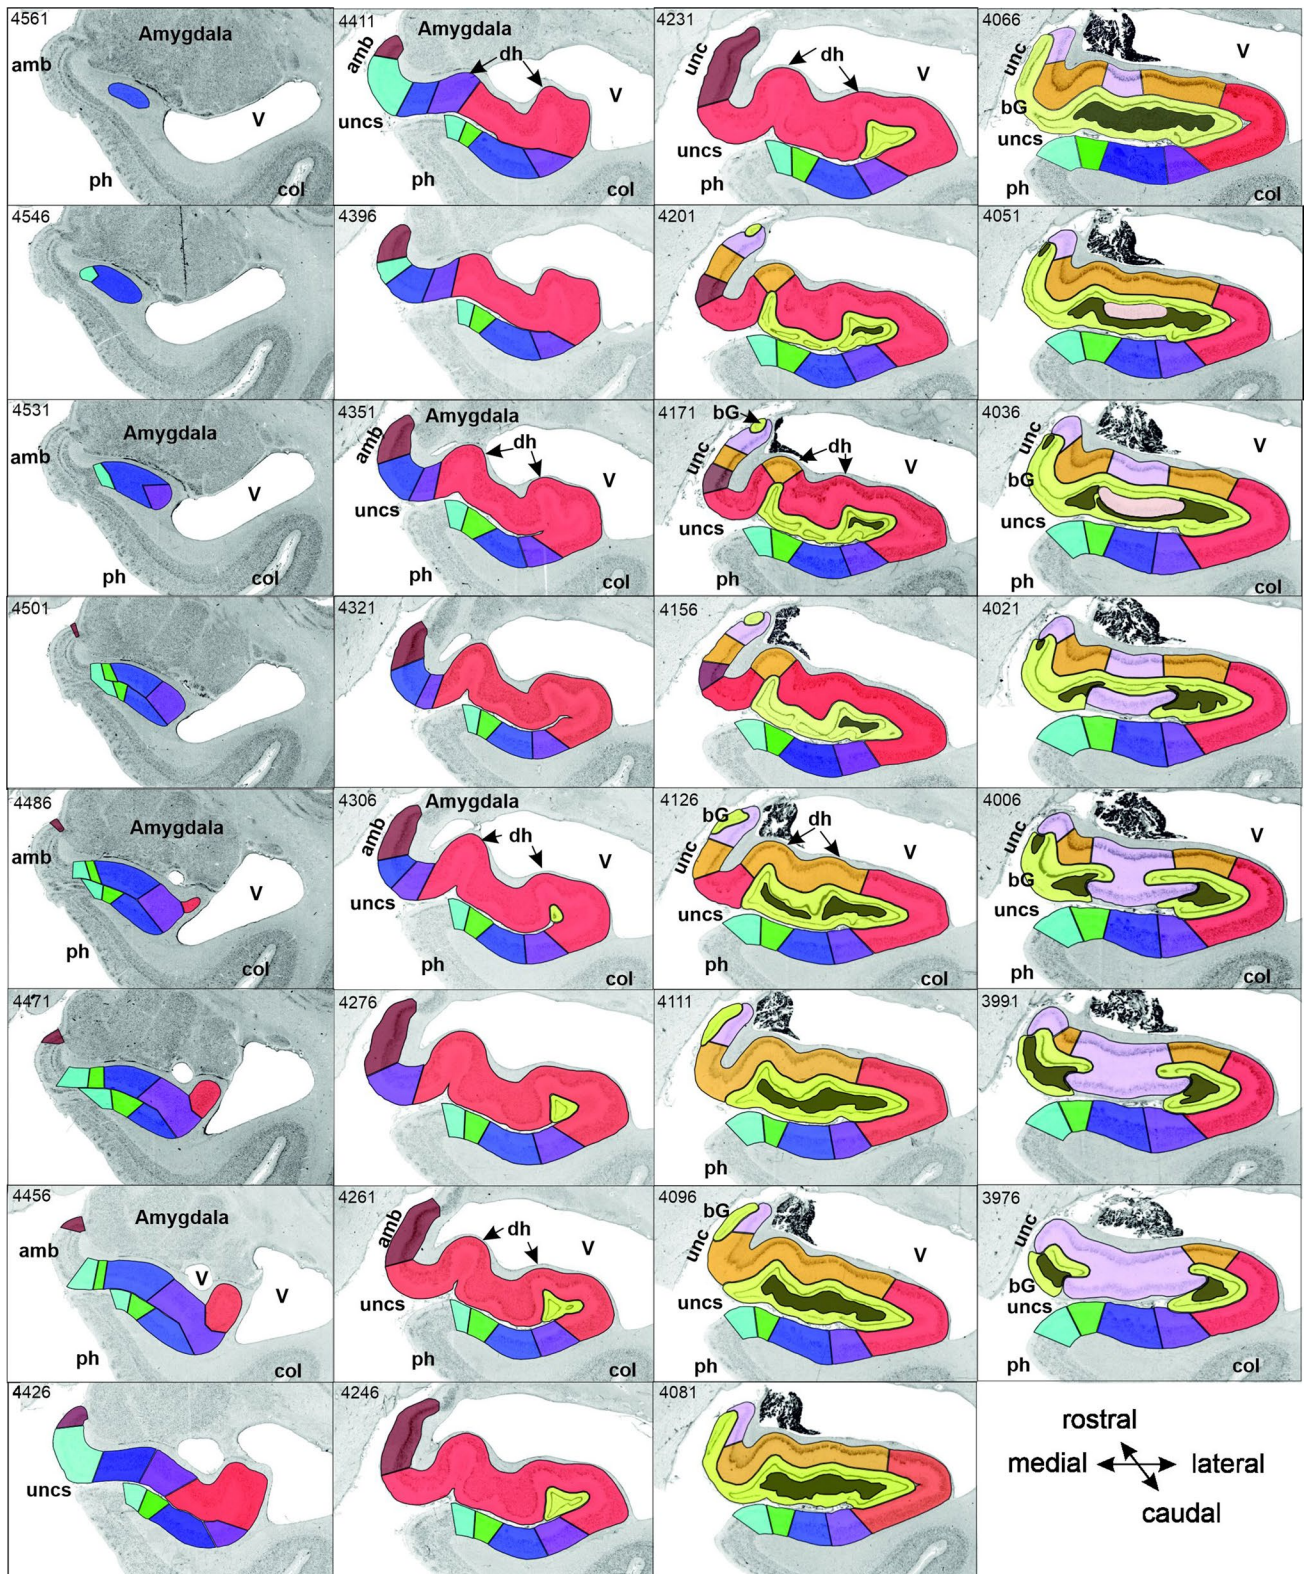 4561
Amygdala
amb
V
ph
col
4546
4531
Amygdala
amb
V
ph
col
4501
4486
Amygdala
amb
V
ph
col
4471
4456
Amygdala
amb
V
V
ph
col
4426
uncs
4411
Amygdala
amb
dh
V
uncs
ph
col
4396
4351
Amygdala
amb
dh
V
uncs
ph
col
4321
4306
Amygdala
amb
dh
V
uncs
ph
col
4276
4261
amb
dh
V
uncs
ph
col
4246
4231
unc
dh
V
uncs
ph
4201
4171
bG
unc
dh
V
uncs
ph
4156
4126
bG
dh
unc
V
uncs
ph
col
4111
ph
4096
bG
unc
V
4081
4066
unc
V
bG
uncs
ph
col
4051
4036
unc
V
bG
uncs
ph
col
4021
4006
unc
V
bG
uncs
ph
col
3991
3976
unc
bG
uncs
ph
col
rostral
medial lateral
caudal